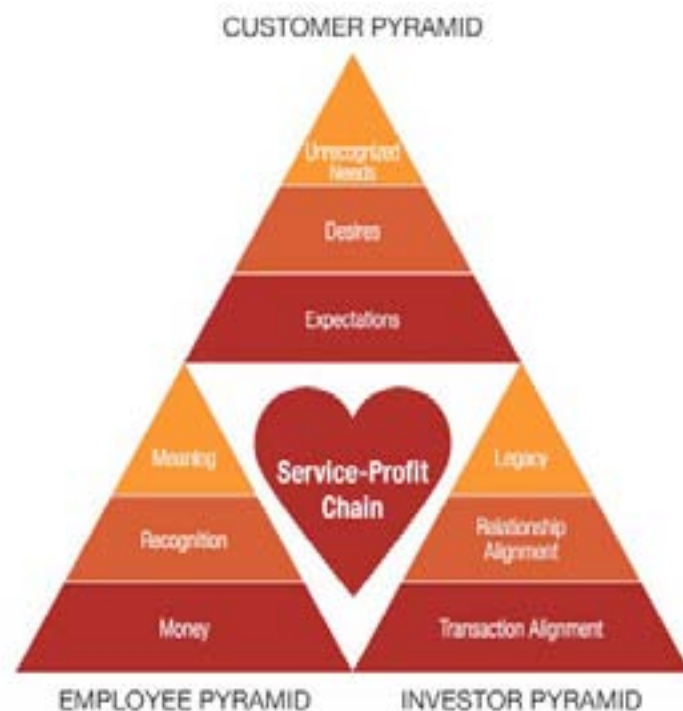 CUSTOMER PYRAMID
Unrecognized
Needs
Desires
Expectations
Meaning
Recognition
Money
Service-Profit
Chain
Legacy
Relationship
Alignment
Transaction Alignment
EMPLOYEE PYRAMID
INVESTOR PYRAMID